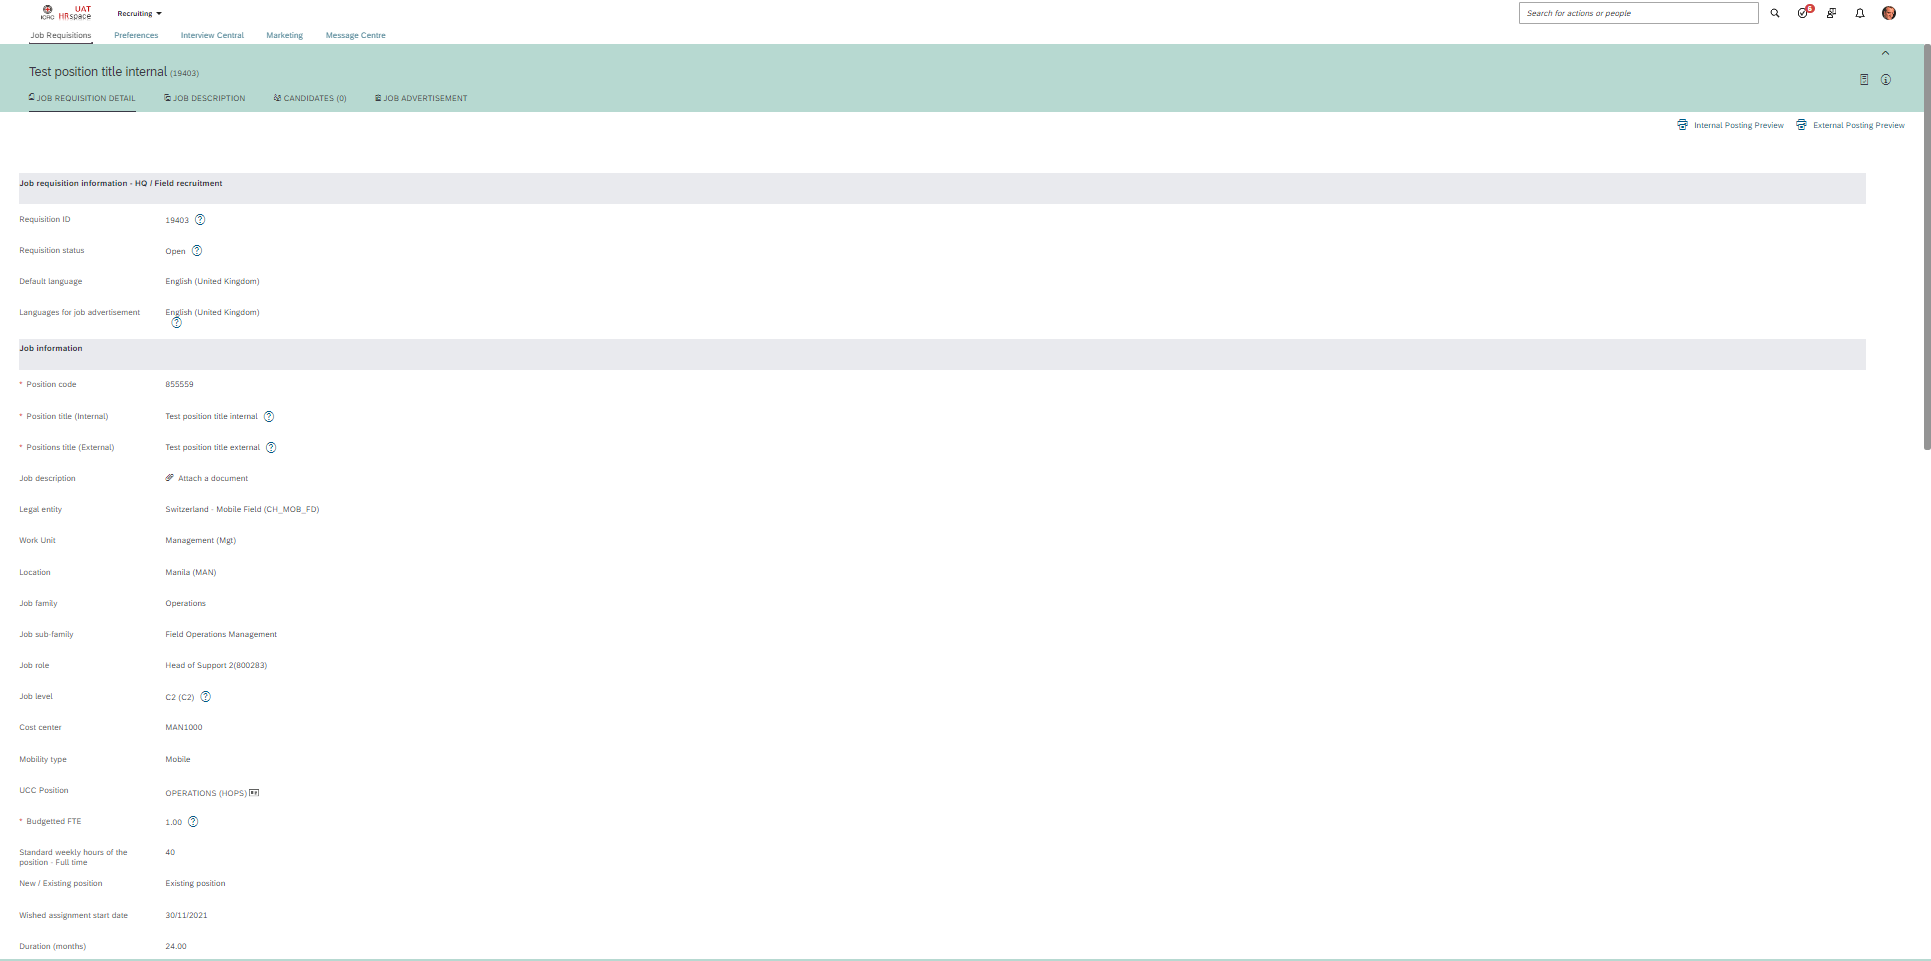 ICRC UAT HRspace Recruiting Search for actions or people 6
Job Requisitions Preferences Interview Central Marketing Message Centre
Test position title internal (19403)
JOB REQUISITION DETAIL JOB DESCRIPTION CANDIDATES (0) JOB ADVERTISEMENT
Internal Posting Preview External Posting Preview
Job requisition information - HQ / Field recruitment
Requisition ID 19403 ?
Requisition status Open ?
Default language English (United Kingdom)
Languages for job advertisement English (United Kingdom)
?
Job information
* Position code 855559
* Position title (Internal) Test position title internal ?
* Positions title (External) Test position title external ?
Job description Attach a document
Legal entity Switzerland - Mobile Field (CH_MOB_FD)
Work Unit Management (Mgt)
Location Manila (MAN)
Job family Operations
Job sub-family Field Operations Management
Job role Head of Support 2(800283)
Job level C2 (C2) ?
Cost center MAN1000
Mobility type Mobile
UCC Position OPERATIONS (HOPS)
* Budgetted FTE 1.00 ?
Standard weekly hours of the 40
position - Full time
New / Existing position Existing position
Wished assignment start date 30/11/2021
Duration (months) 24.00